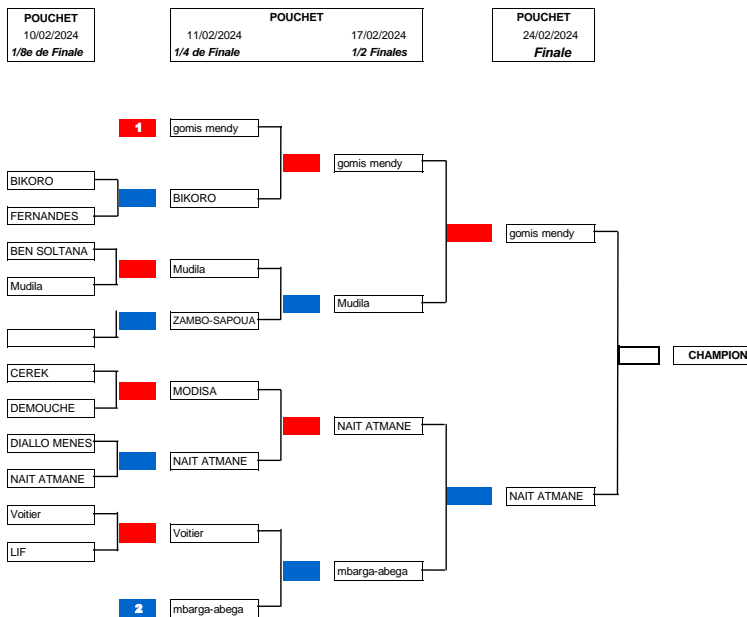 POUCHET
10/02/2024
1/8e de Finale
POUCHET
11/02/2024 17/02/2024
1/4 de Finale 1/2 Finales
POUCHET
24/02/2024
Finale
1 gomis mendy
gomis mendy
BIKORO
BIKORO
FERNANDES
gomis mendy
BEN SOLTANA
Mudila
Mudila
Mudila
ZAMBO-SAPOUA
CHAMPION
CEREK
MODISA
DEMOUCHE
NAIT ATMANE
DIALLO MENES
NAIT ATMANE
NAIT ATMANE
NAIT ATMANE
Voitier
Voitier
LIF
mbarga-abega
2 mbarga-abega